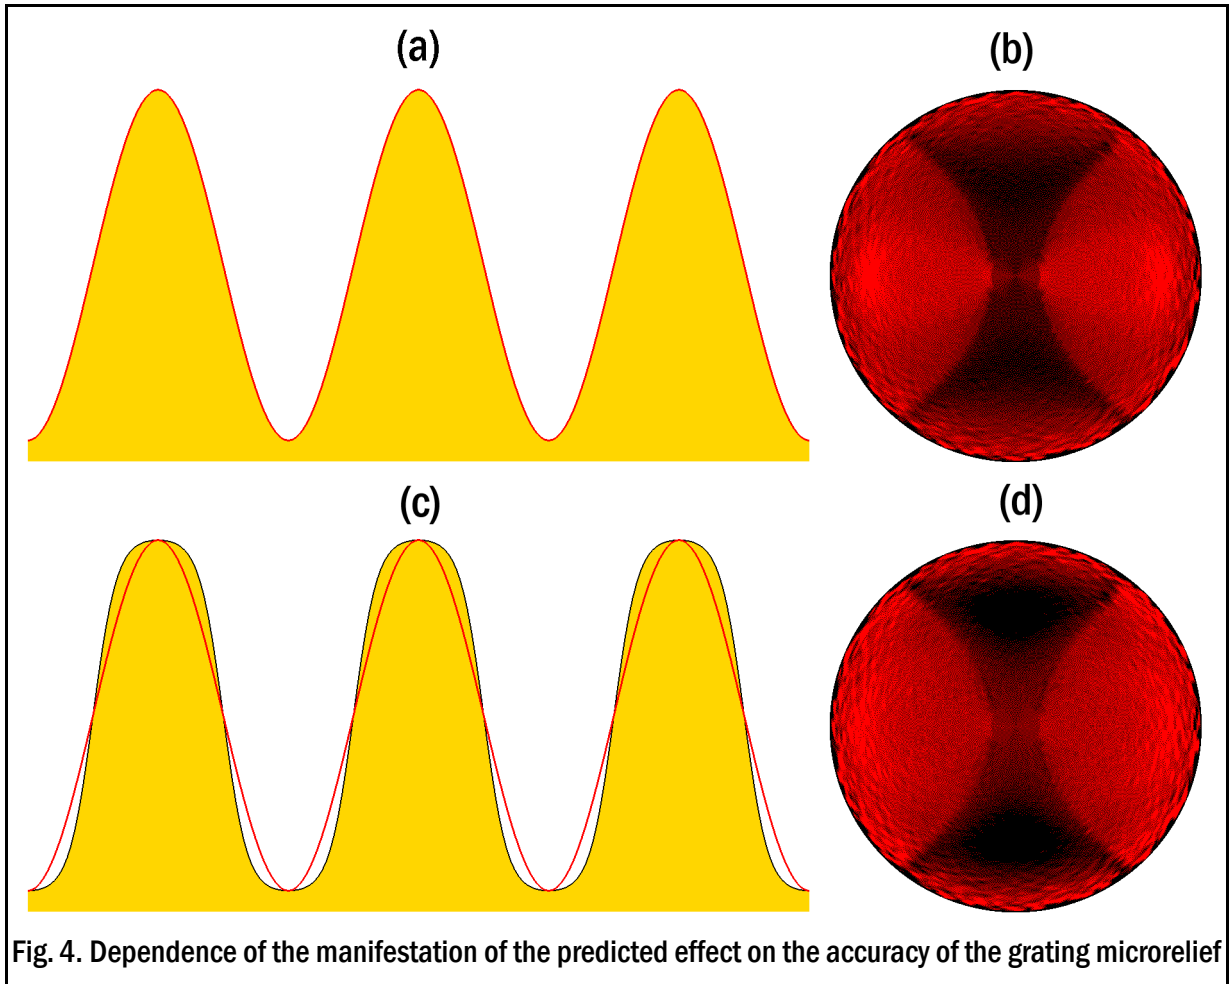 (a)
(b)
(c)
(d)
Fig. 4. Dependence of the manifestation of the predicted effect on the accuracy of the grating microrelief